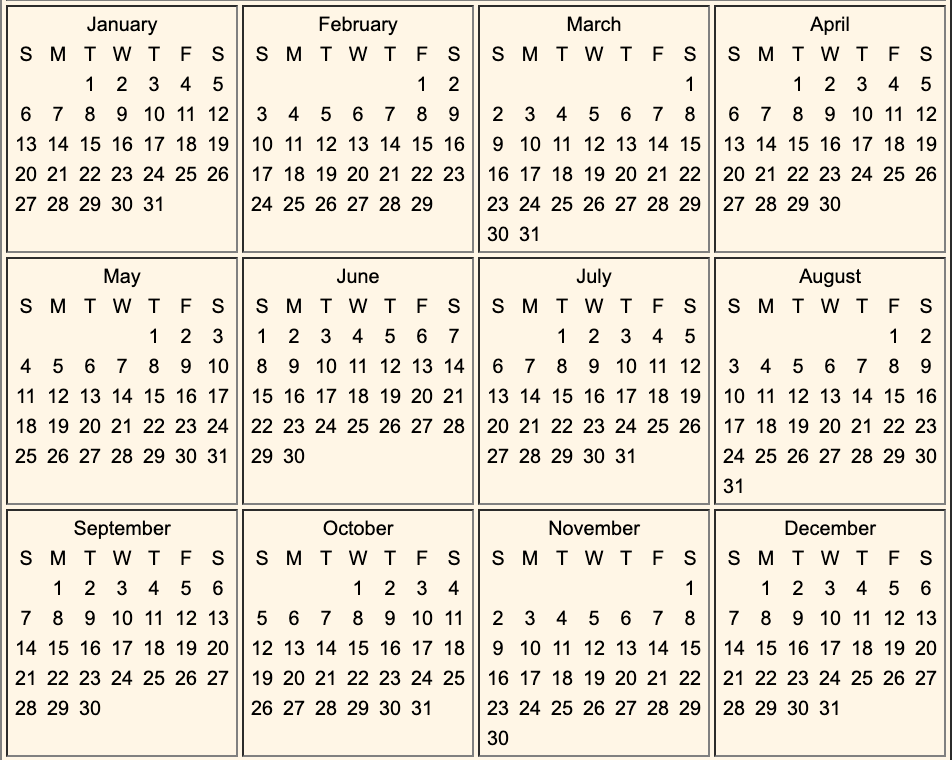 January
S M T W T F S
1 2 3 4 5
6 7 8 9 10 11 12
13 14 15 16 17 18 19
20 21 22 23 24 25 26
27 28 29 30 31
February
S M T W T F S
1 2
3 4 5 6 7 8 9
10 11 12 13 14 15 16
17 18 19 20 21 22 23
24 25 26 27 28 29
March
S M T W T F S
1
2 3 4 5 6 7 8
9 10 11 12 13 14 15
16 17 18 19 20 21 22
23 24 25 26 27 28 29
30 31
April
S M T W T F S
1 2 3 4 5
6 7 8 9 10 11 12
13 14 15 16 17 18 19
20 21 22 23 24 25 26
27 28 29 30
May
S M T W T F S
1 2 3
4 5 6 7 8 9 10
11 12 13 14 15 16 17
18 19 20 21 22 23 24
25 26 27 28 29 30 31
June
S M T W T F S
1 2 3 4 5 6 7
8 9 10 11 12 13 14
15 16 17 18 19 20 21
22 23 24 25 26 27 28
29 30
July
S M T W T F S
1 2 3 4 5
6 7 8 9 10 11 12
13 14 15 16 17 18 19
20 21 22 23 24 25 26
27 28 29 30 31
August
S M T W T F S
1 2
3 4 5 6 7 8 9
10 11 12 13 14 15 16
17 18 19 20 21 22 23
24 25 26 27 28 29 30
31
September
S M T W T F S
1 2 3 4 5 6
7 8 9 10 11 12 13
14 15 16 17 18 19 20
21 22 23 24 25 26 27
28 29 30
October
S M T W T F S
1 2 3 4
5 6 7 8 9 10 11
12 13 14 15 16 17 18
19 20 21 22 23 24 25
26 27 28 29 30 31
November
S M T W T F S
1
2 3 4 5 6 7 8
9 10 11 12 13 14 15
16 17 18 19 20 21 22
23 24 25 26 27 28 29
30
December
S M T W T F S
1 2 3 4 5 6
7 8 9 10 11 12 13
14 15 16 17 18 19 20
21 22 23 24 25 26 27
28 29 30 31